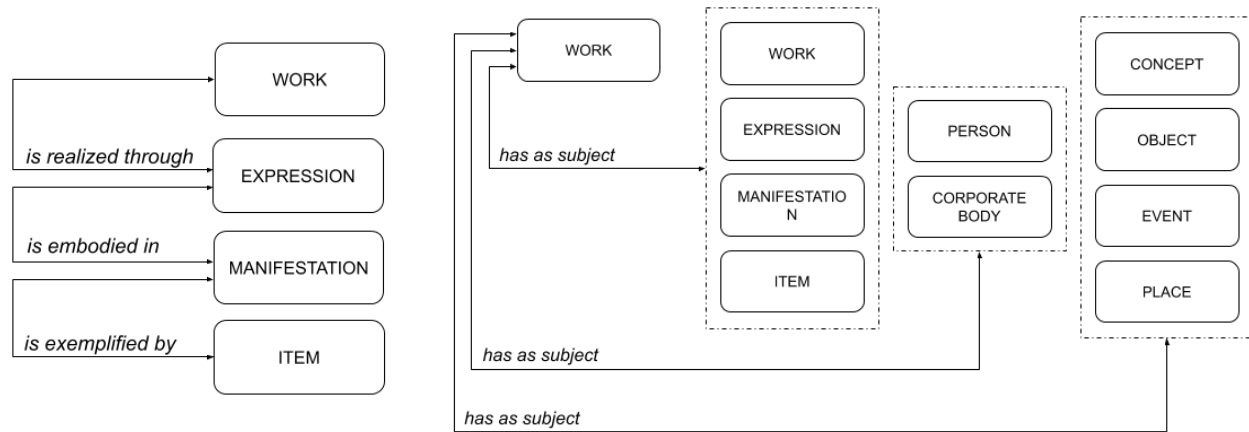 WORK
is realized through
EXPRESSION
is embodied in
MANIFESTATION
is exemplified by
ITEM
WORK
has as subject
WORK
EXPRESSION
MANIFESTATIO
N
ITEM
has as subject
PERSON
CORPORATE
BODY
has as subject
CONCEPT
OBJECT
EVENT
PLACE